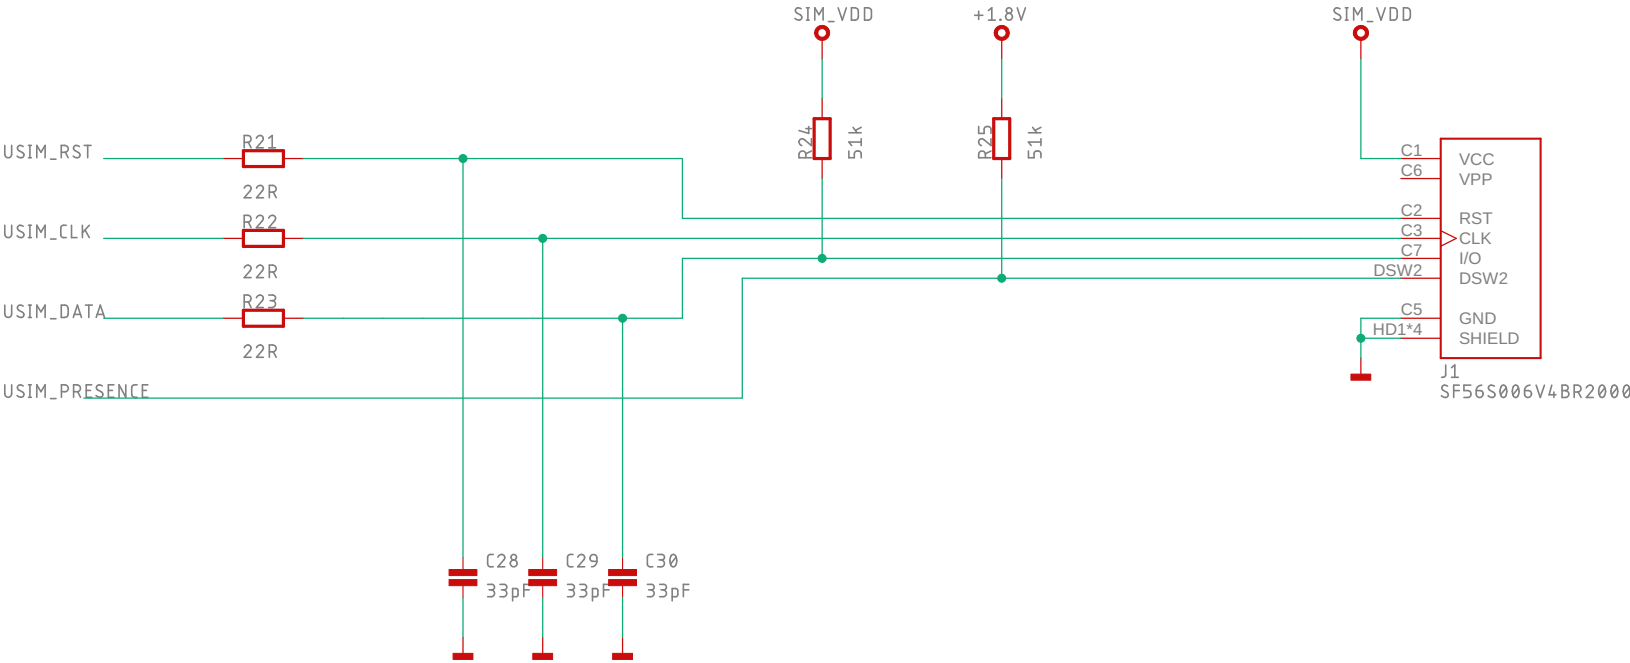 SIM_VDD
+1.8V
SIM_VDD
USIM_RST
R21
22R
USIM_CLK
R22
22R
USIM_DATA
R23
22R
USIM_PRESENCE
R24
51k
R25
51k
C1
VCC
C6
VPP
C2
RST
C3
CLK
C7
I/O
DSW2
DSW2
C5
GND
HD1*4
SHIELD
J1
SF56S006V4BR2000
C28
33pF
C29
33pF
C30
33pF